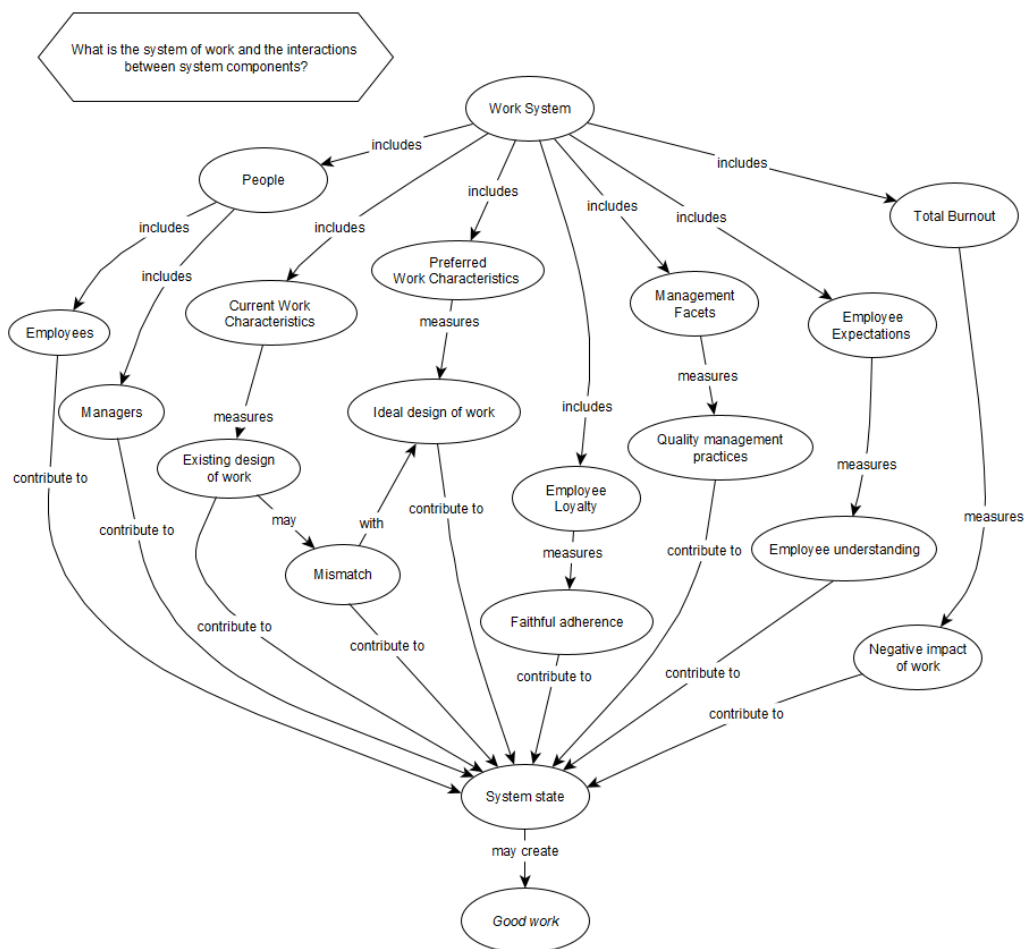 What is the system of work and the interactions
between system components?
Work System
includes
People
includes
includes
Total Burnout
includes
includes
includes
includes
includes
includes
Preferred
Work Characteristics
Current Work
Characteristics
Management
Facets
Employee
Expectations
Employees
measures
measures
Managers
Ideal design of work
includes
measures
Quality management
practices
Existing design
of work
measures
contribute to
Employee
Loyalty
contribute to
measures
may
with
contribute to
measures
contribute to
Employee understanding
Mismatch
Faithful adherence
contribute to
contribute to
Negative impact
of work
contribute to
contribute to
contribute to
System state
may create
Good work